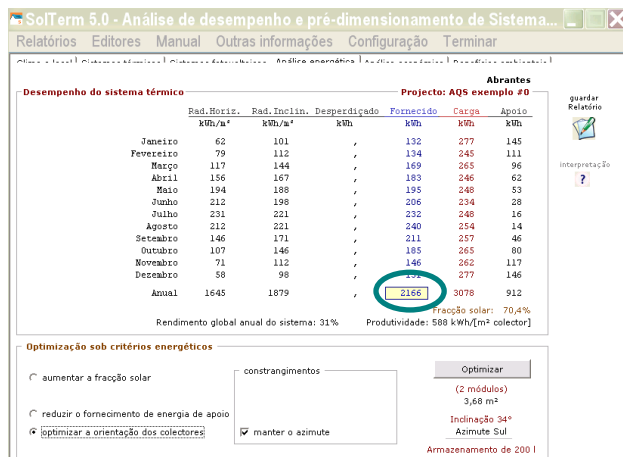 SolTerm 5.0 - Análise de desempenho e pré-dimensionamento de Sistema...
Relatórios Editores Manual Outras informações Configuração Terminar
Análise energética
Abrantes
Desempenho do sistema térmico
Projecto: AQS exemplo #0
guardar
Relatório
interpretação
?
Rad.Horiz. Rad.Inclin. Desperdiçado Fornecido Carga Apoio
kWh/m² kWh/m² kWh kWh kWh kWh
Janeiro 62 101 , 132 277 145
Fevereiro 79 112 , 134 245 111
Março 117 144 , 169 265 96
Abril 156 167 , 183 246 62
Maio 194 188 , 195 248 53
Junho 212 198 , 206 234 28
Julho 231 221 , 232 248 16
Agosto 212 221 , 240 254 14
Setembro 146 171 , 211 257 46
Outubro 107 146 , 185 265 80
Novembro 71 112 , 146 262 117
Dezembro 58 98 , 277 146
Anual 1645 1879 , 2166 3078 912
Fracção solar: 70,4%
Rendimento global anual do sistema: 31% Produtividade: 588 kWh/[m² colector]
Optimização sob critérios energéticos
aumentar a fracção solar
reduzir o fornecimento de energia de apoio
optimizar a orientação dos colectores
constrangimentos
manter o azimute
Optimizar
(2 módulos)
3,68 m²
Inclinação 34°
Azimute Sul
Armazenamento de 200 l